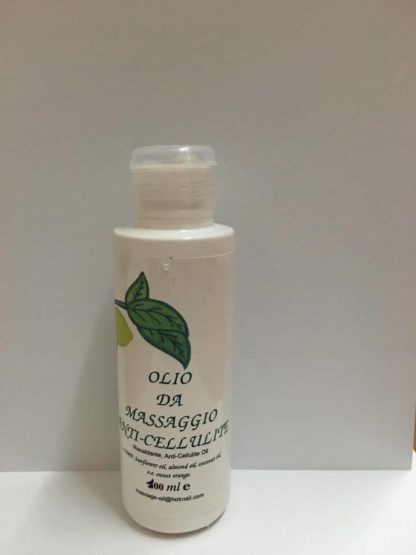 OLIO
DA
MASSAGGIO
ANTI-CELLULITE
Riscaldante, Anti-Cellulite Oil
sunflower oil, almond oil, coconut oil,
o.e. sweet orange.
100 ml e
massage-oil@hotmail.com